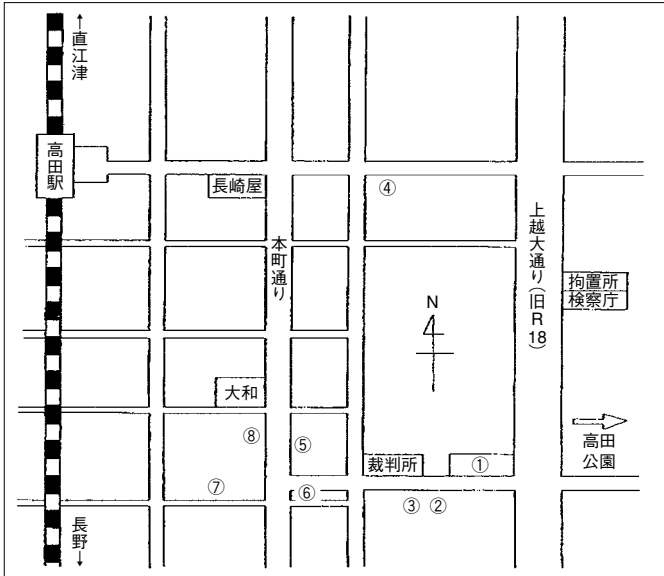 ↑直江津
高田駅
長崎屋
④
本町通り
上越大通り(旧R18)
拘置所
検察庁
N
大和
高田
公園
⑧
⑤
裁判所
①
⑦
⑥
③
②
長野↓